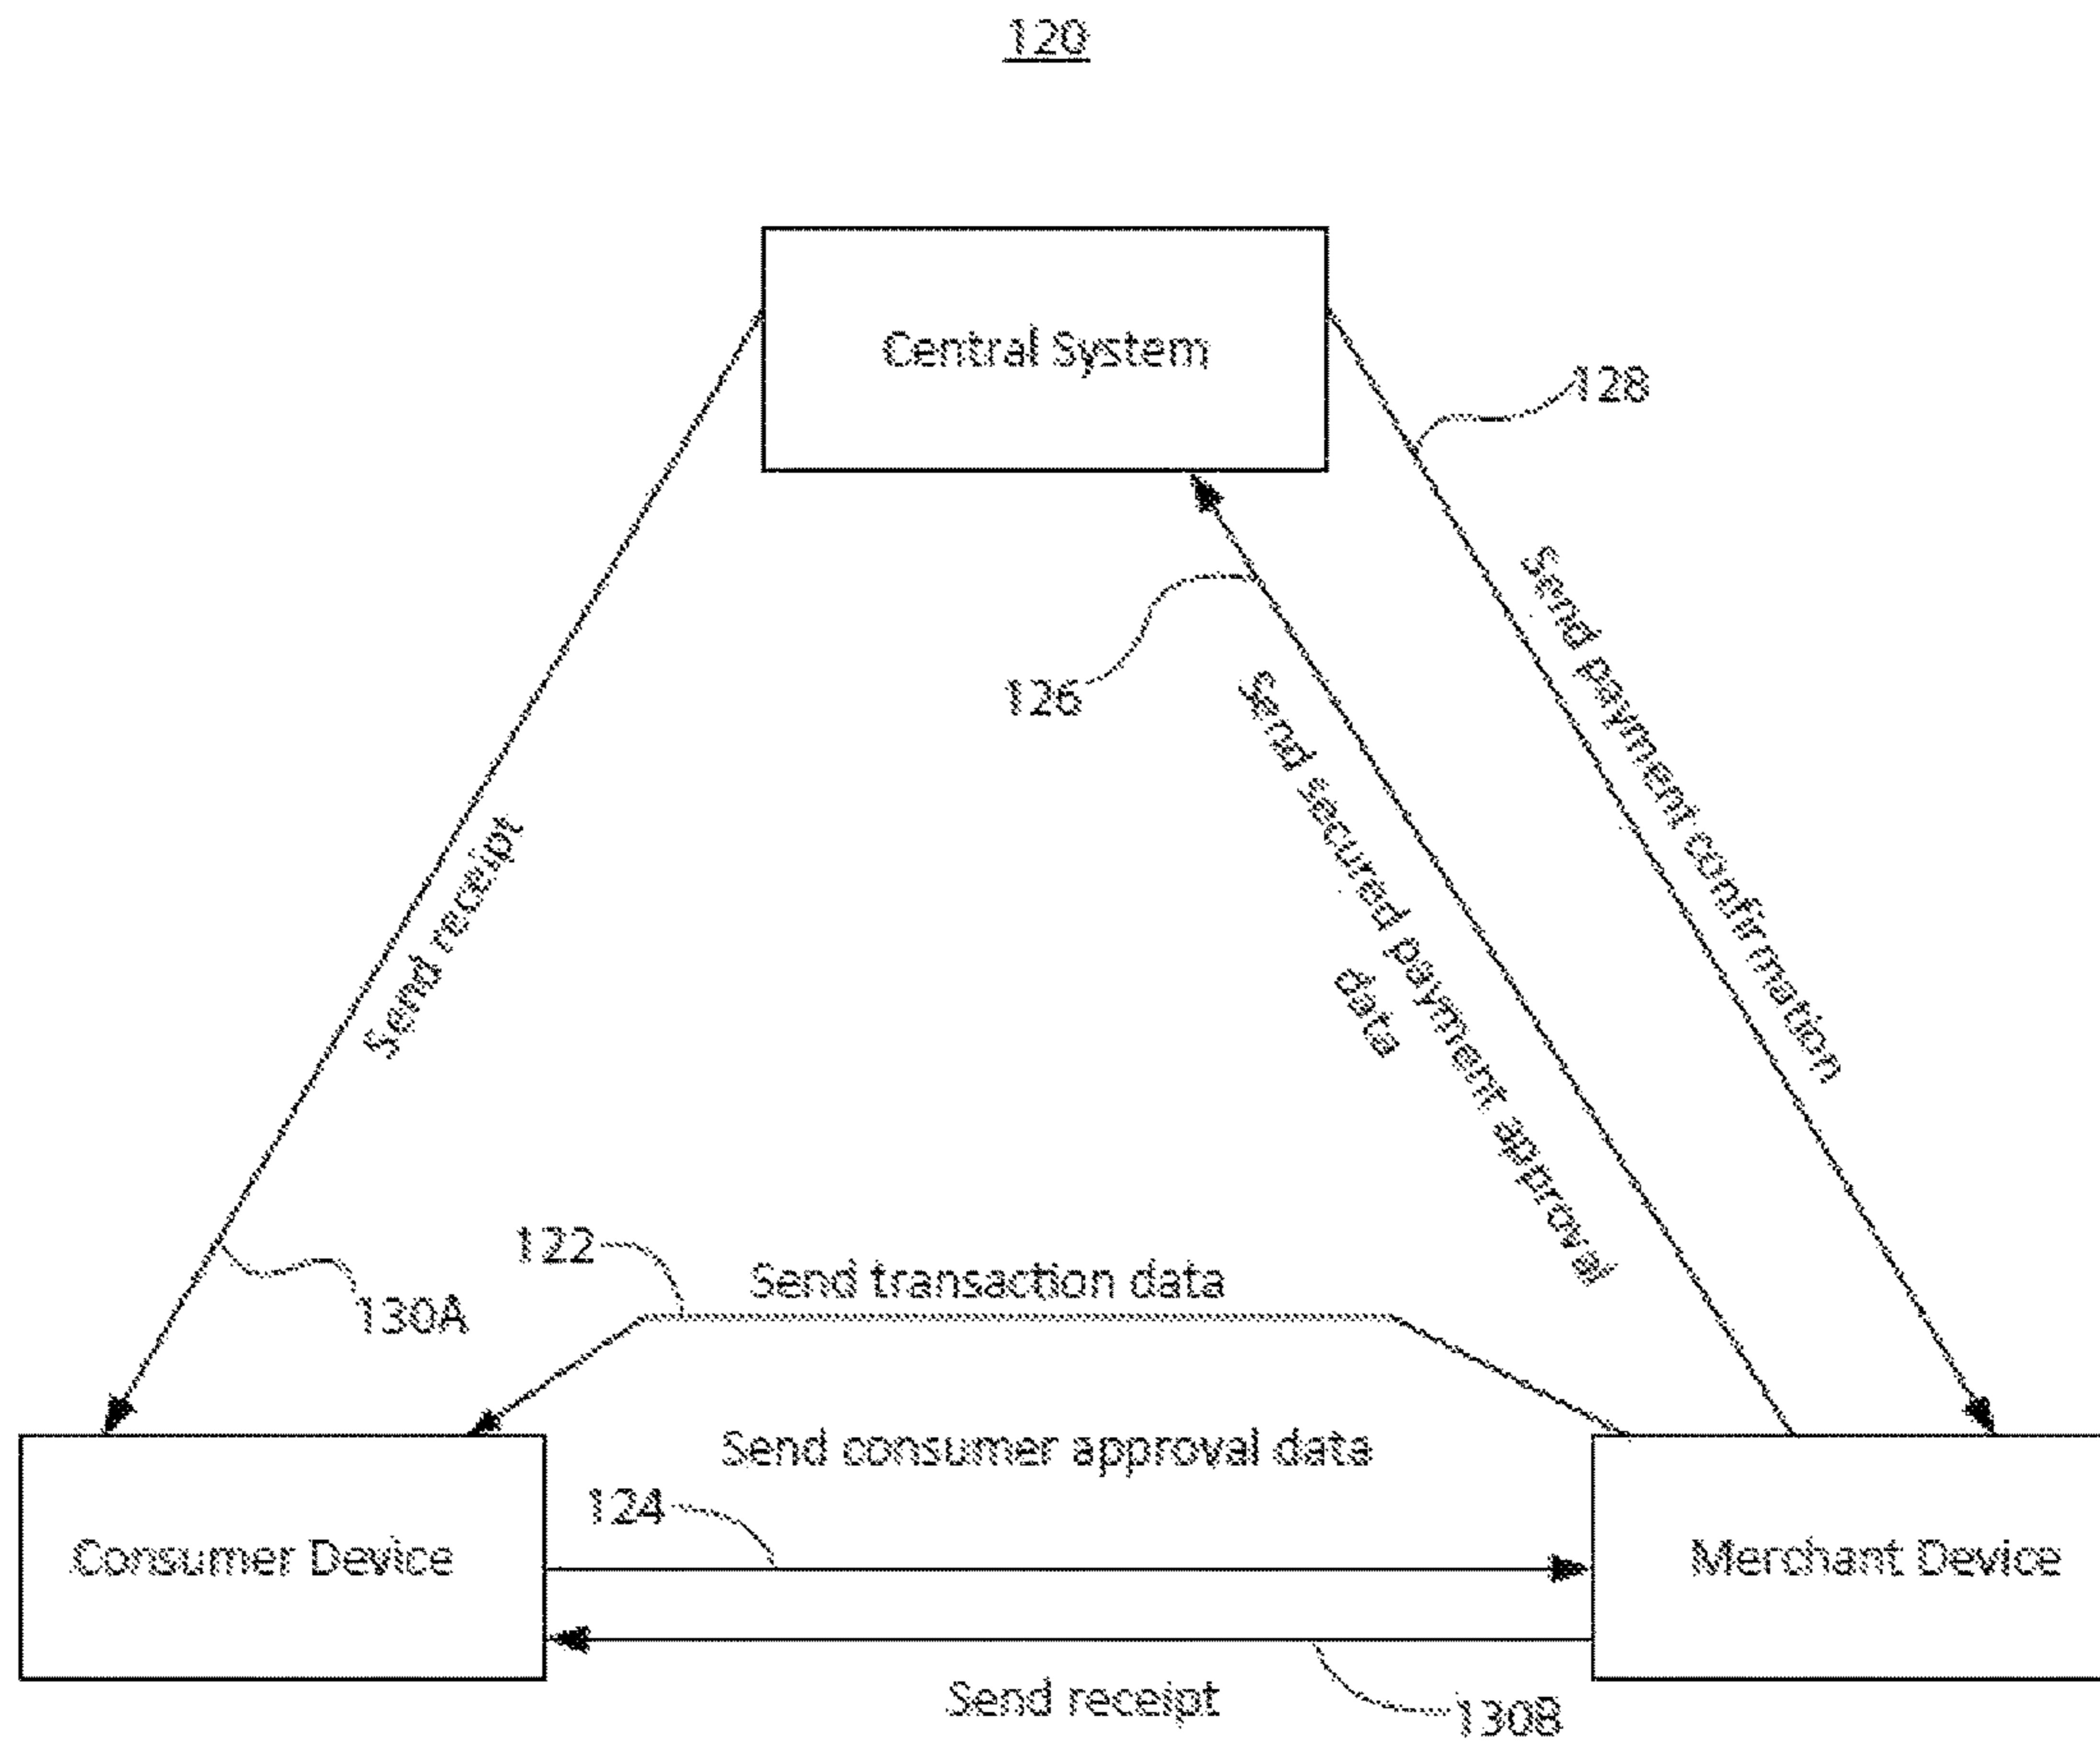 120
Central System
128
Send payment confirmation
126
Send secured payment approval
data
Send receipt
130A
122
Send transaction data
Send consumer approval data
124
Consumer Device
Merchant Device
Send receipt
130B